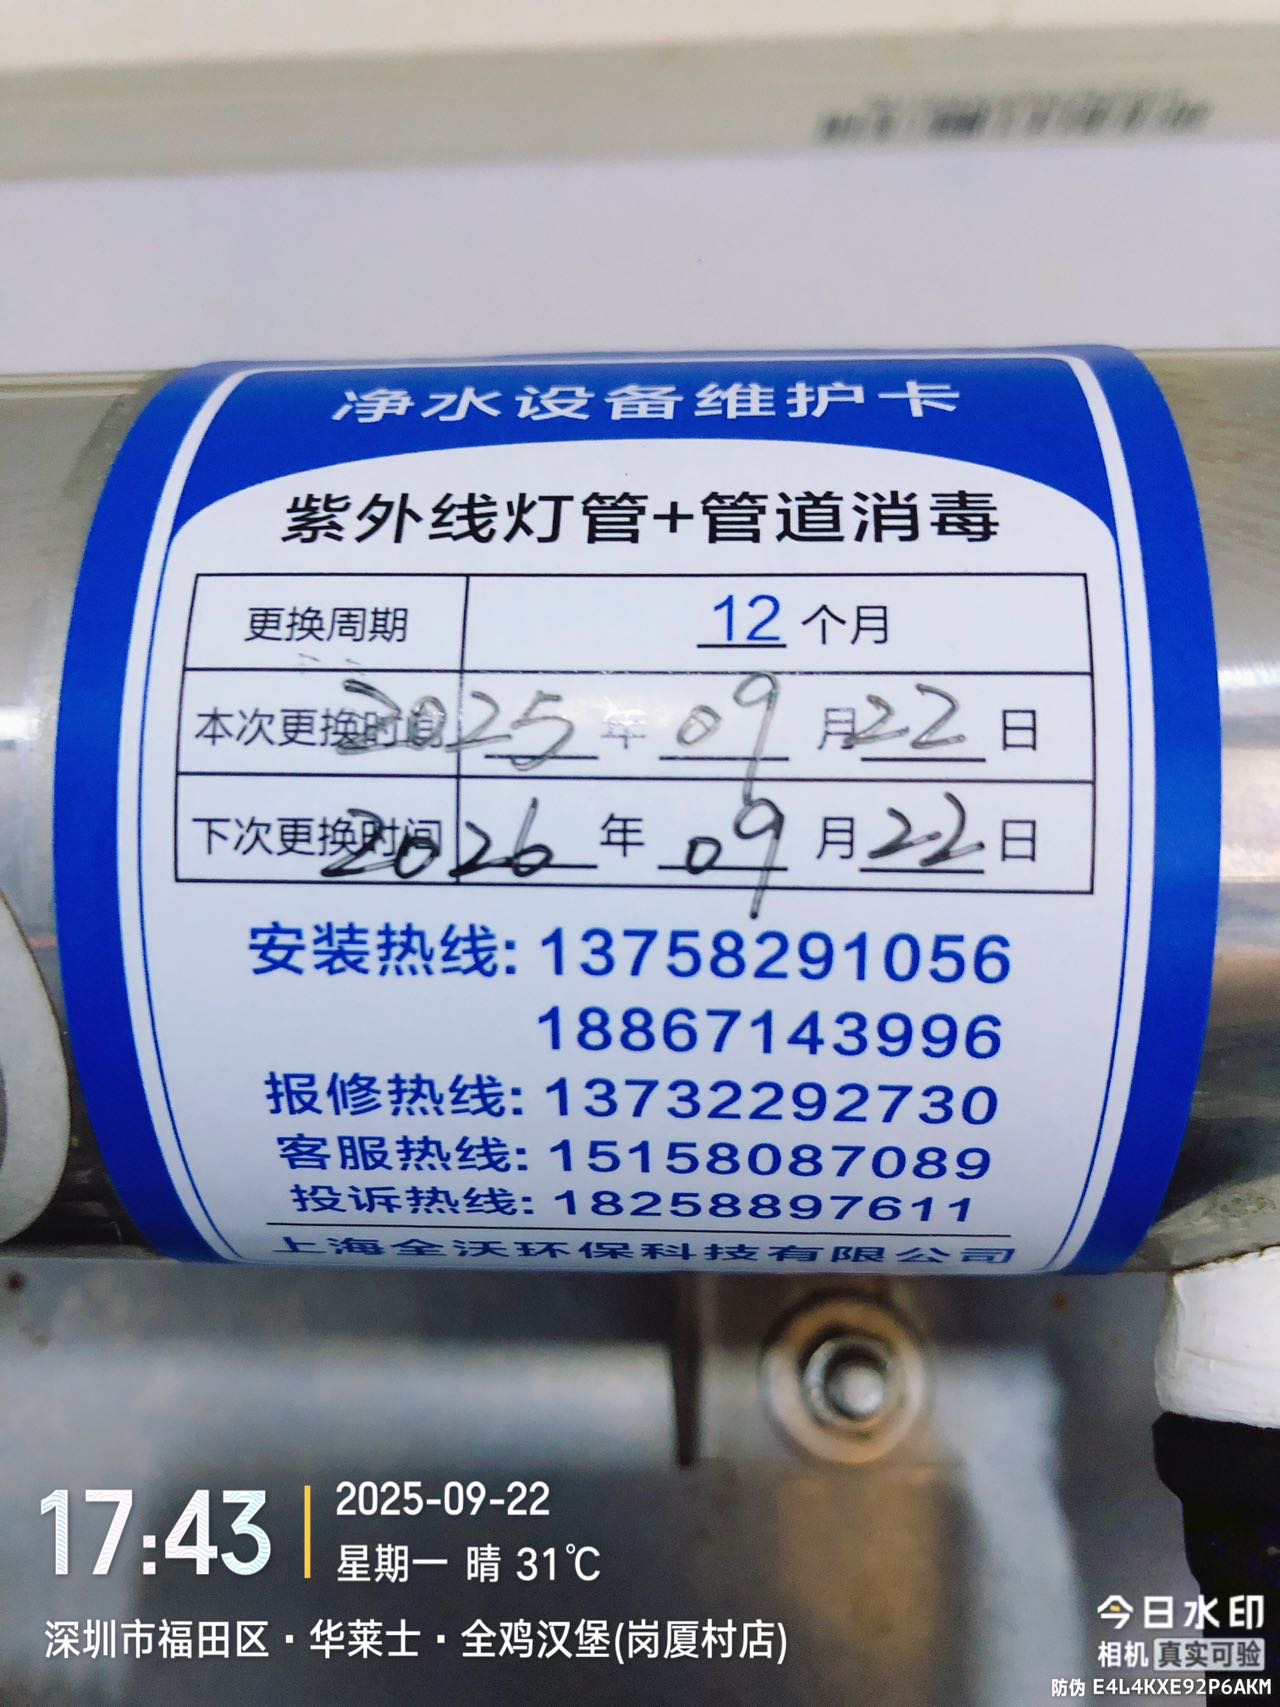 净水设备维护卡
紫外线灯管+管道消毒
更换周期 12 个月
本次更换时间 2025 年 09 月 22 日
下次更换时间 2026 年 09 月 22 日
安装热线: 13758291056
18867143996
报修热线: 13732292730
客服热线: 15158087089
投诉热线: 18258897611
上海全沃环保科技有限公司
17:43
2025-09-22
星期一 晴 31℃
深圳市福田区·华莱士·全鸡汉堡(岗厦村店)
今日水印
相机 真实可验
防伪 E4L4KXE92P6AKM